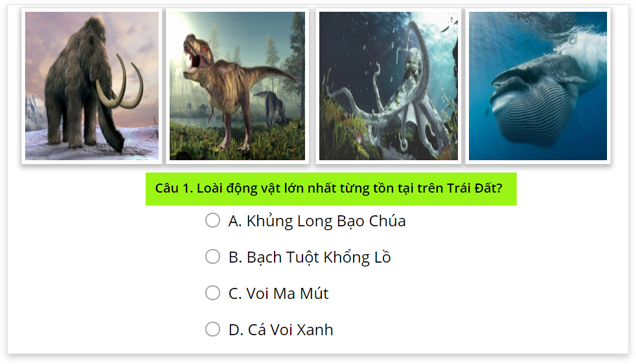 Câu 1. Loài động vật lớn nhất từng tồn tại trên Trái Đất?
A. Khủng Long Bạo Chúa
B. Bạch Tuột Khổng Lồ
C. Voi Ma Mút
D. Cá Voi Xanh